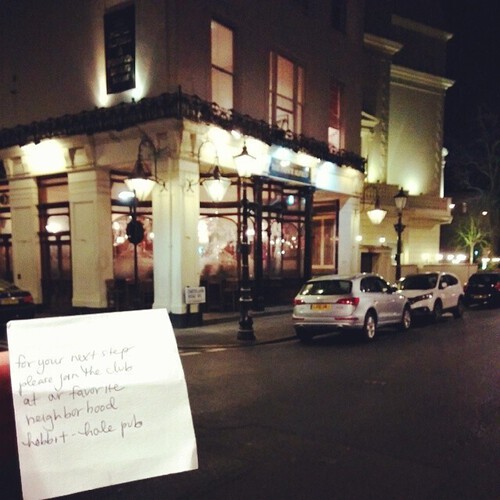 for your next step
please join the club
at our favorite
neighborhood
hobbit-hole pub